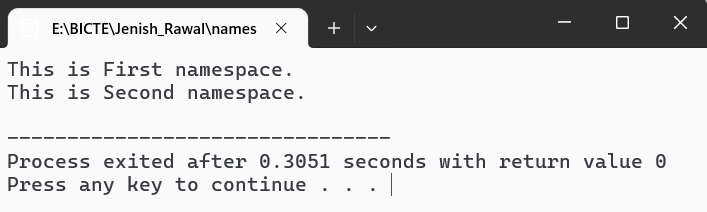 E:\BICTE\Jenish_Rawal\names
This is First namespace.
This is Second namespace.
--------------------------------
Process exited after 0.3051 seconds with return value 0
Press any key to continue . . .